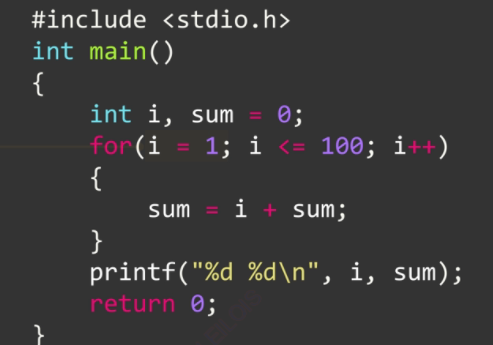 #include <stdio.h>
int main()
{
    int i, sum = 0;
    for(i = 1; i <= 100; i++)
    {
        sum = i + sum;
    }
    printf("%d %d\n", i, sum);
    return 0;
}